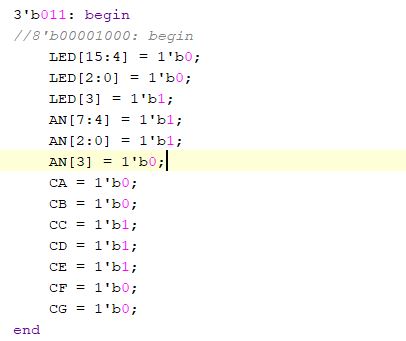 3'b011: begin
//8'b00001000: begin
LED[15:4] = 1'b0;
LED[2:0] = 1'b0;
LED[3] = 1'b1;
AN[7:4] = 1'b1;
AN[2:0] = 1'b1;
AN[3] = 1'b0;
CA = 1'b0;
CB = 1'b0;
CC = 1'b1;
CD = 1'b1;
CE = 1'b1;
CF = 1'b0;
CG = 1'b0;
end